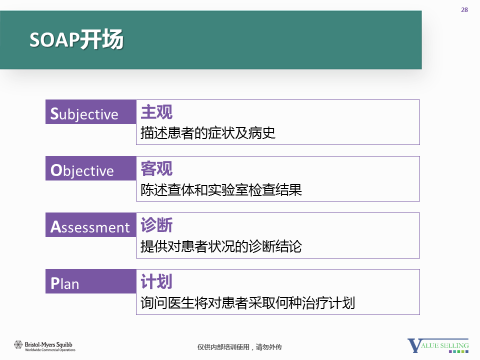 28
SOAP开场
Subjective
主观
描述患者的症状及病史
Objective
客观
陈述查体和实验室检查结果
Assessment
诊断
提供对患者状况的诊断结论
Plan
计划
询问医生将对患者采取何种治疗计划
Bristol-Myers Squibb
Worldwide Commercial Operations
仅供内部培训使用，请勿外传
VALUE SELLING